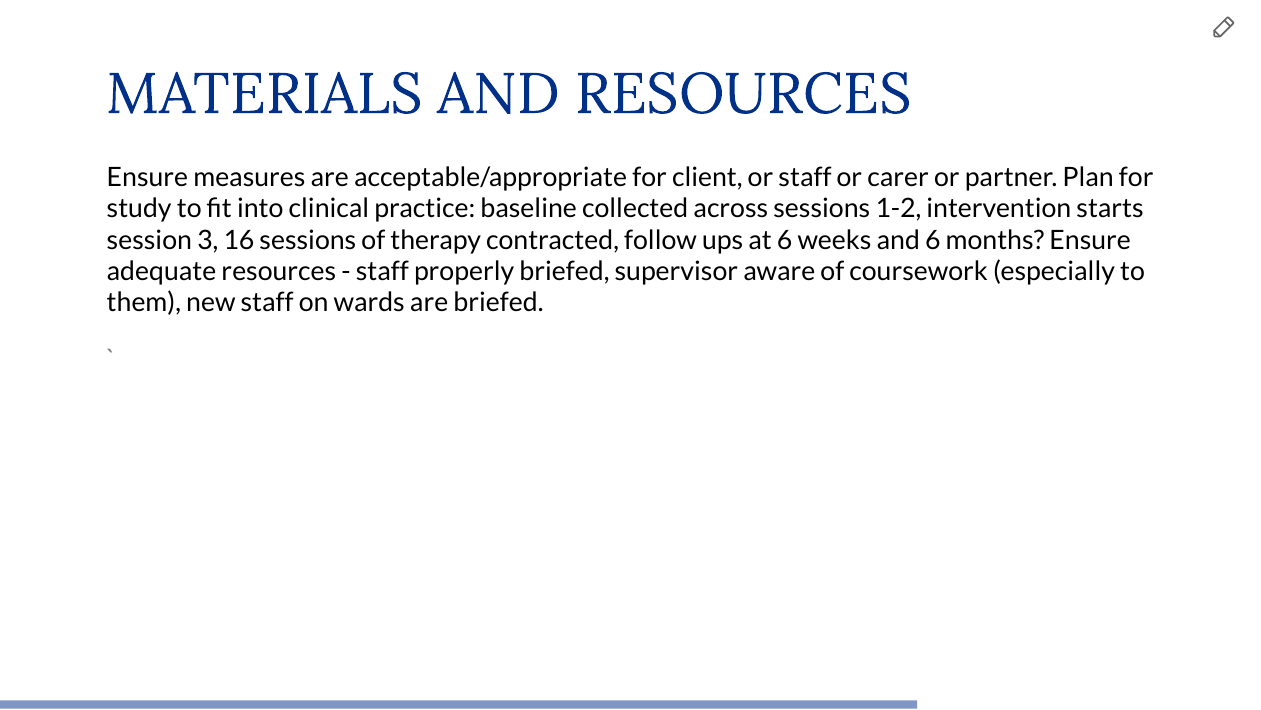 MATERIALS AND RESOURCES
Ensure measures are acceptable/appropriate for client, or staff or carer or partner. Plan for
study to fit into clinical practice: baseline collected across sessions 1-2, intervention starts
session 3, 16 sessions of therapy contracted, follow ups at 6 weeks and 6 months? Ensure
adequate resources - staff properly briefed, supervisor aware of coursework (especially to
them), new staff on wards are briefed.
`